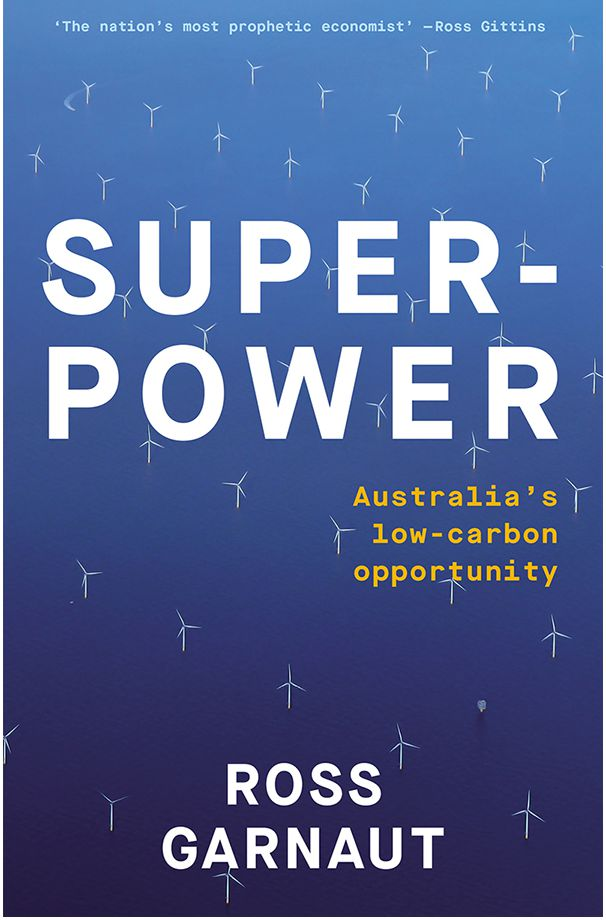 ‘The nation’s most prophetic economist’ —Ross Gittins
SUPER-
POWER
Australia’s
low-carbon
opportunity
ROSS
GARNAUT